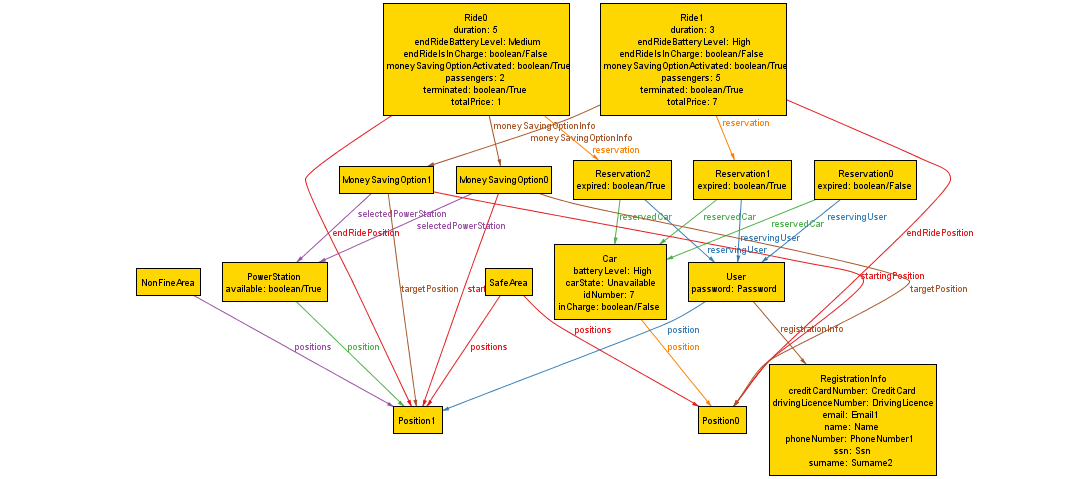 Ride0
duration: 5
endRideBatteryLevel: Medium
endRideIsInCharge: boolean/False
moneySavingOptionActivated: boolean/True
passengers: 2
terminated: boolean/True
totalPrice: 1
Ride1
duration: 3
endRideBatteryLevel: High
endRideIsInCharge: boolean/False
moneySavingOptionActivated: boolean/True
passengers: 5
terminated: boolean/True
totalPrice: 7
moneySavingOptionInfo
moneySavingOptionInfo
reservation
reservation
MoneySavingOption1
MoneySavingOption0
Reservation2
expired: boolean/True
Reservation1
expired: boolean/True
Reservation0
expired: boolean/False
selectedPowerStation
selectedPowerStation
reservedCar
reservedCar
reservedCar
reservingUser
reservingUser
reservingUser
endRidePosition
endRidePosition
NonFineArea
PowerStation
available: boolean/True
SafeArea
Car
batteryLevel: High
carState: Unavailable
idNumber: 7
inCharge: boolean/False
User
password: Password
targetPosition
startingPosition
targetPosition
positions
position
positions
positions
position
position
registrationInfo
Position1
Position0
RegistrationInfo
creditCardNumber: CreditCard
drivingLicenceNumber: DrivingLicence
email: Email1
name: Name
phoneNumber: PhoneNumber1
ssn: Ssn
surname: Surname2